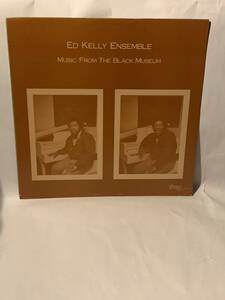 Ed Kelly Ensemble
Music From The Black Museum